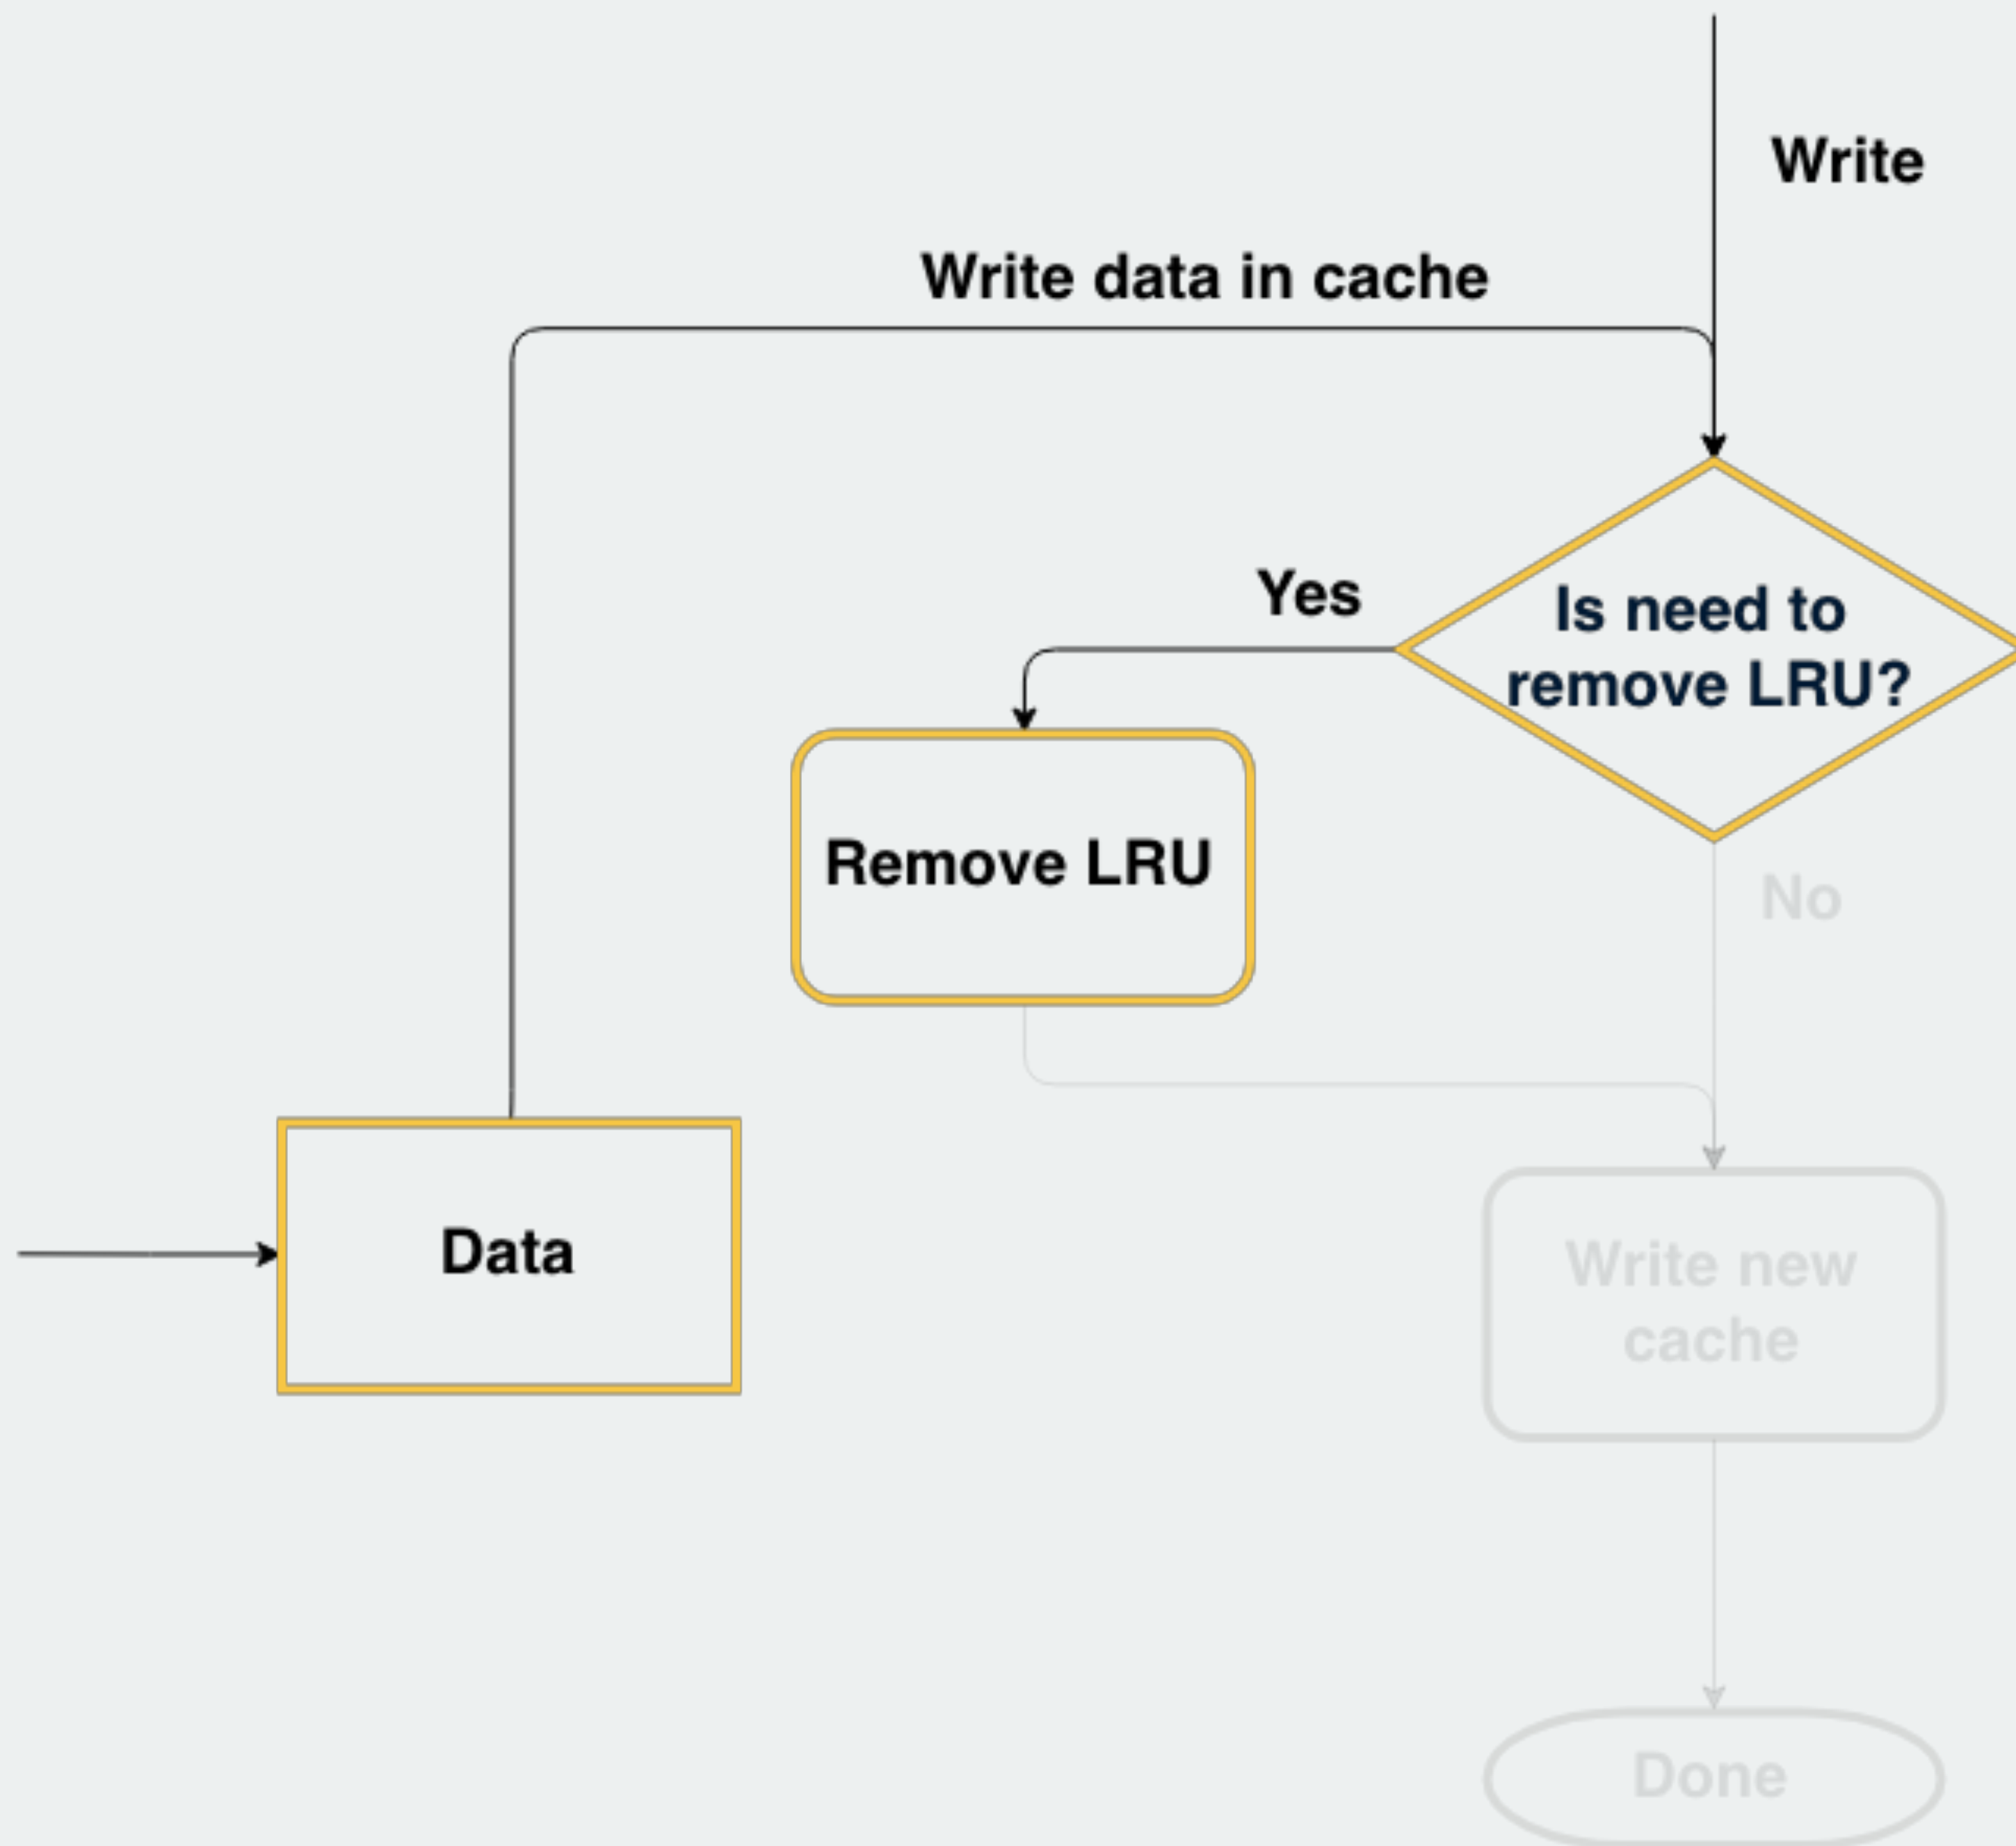 Write
Write data in cache
Yes
Is need to
remove LRU?
Remove LRU
No
Data
Write new
cache
Done